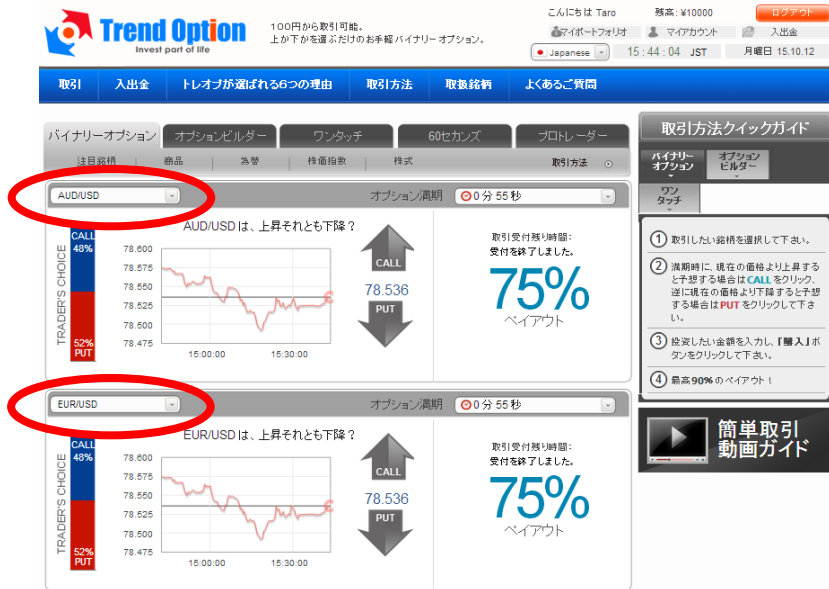 Trend Option
Invest part of life
100円から取引可能。
上か下かを選ぶだけのお手軽バイナリーオプション。
こんにちは Taro
残高: ¥10000
ログアウト
マイポートフォリオ
マイアカウント
入出金
Japanese
15:44:04 JST
月曜日 15.10.12
取引
入出金
トレオプが選ばれる6つの理由
取引方法
取扱銘柄
よくあるご質問
バイナリーオプション
オプションビルダー
ワンタッチ
60セカンズ
プロトレーダー
注目銘柄
商品
為替
株価指数
株式
取引方法
AUD/USD
オプション満期
0 分 55 秒
AUD/USD は、上昇それとも下降？
TRADER'S CHOICE
CALL
48%
52%
PUT
78.600
78.575
78.550
78.525
78.500
78.475
15:00:00
15:30:00
CALL
78.536
PUT
取引受付残り時間:
受付を終了しました。
75%
ペイアウト
EUR/USD
オプション満期
0 分 55 秒
EUR/USD は、上昇それとも下降？
TRADER'S CHOICE
CALL
48%
52%
PUT
78.600
78.575
78.550
78.525
78.500
78.475
15:00:00
15:30:00
CALL
78.536
PUT
取引受付残り時間:
受付を終了しました。
75%
ペイアウト
取引方法クイックガイド
バイナリー
オプション
オプション
ビルダー
ワン
タッチ
1 取引したい銘柄を選択して下さい。
2 満期時に、現在の価格より上昇する
と予想する場合はCALL をクリック、
逆に現在の価格より下降すると予想
する場合はPUT をクリックして下さ
い。
3 投資したい金額を入力し、「購入」ボ
タンをクリックして下さい。
4 最高90% のペイアウト！
簡単取引
動画ガイド